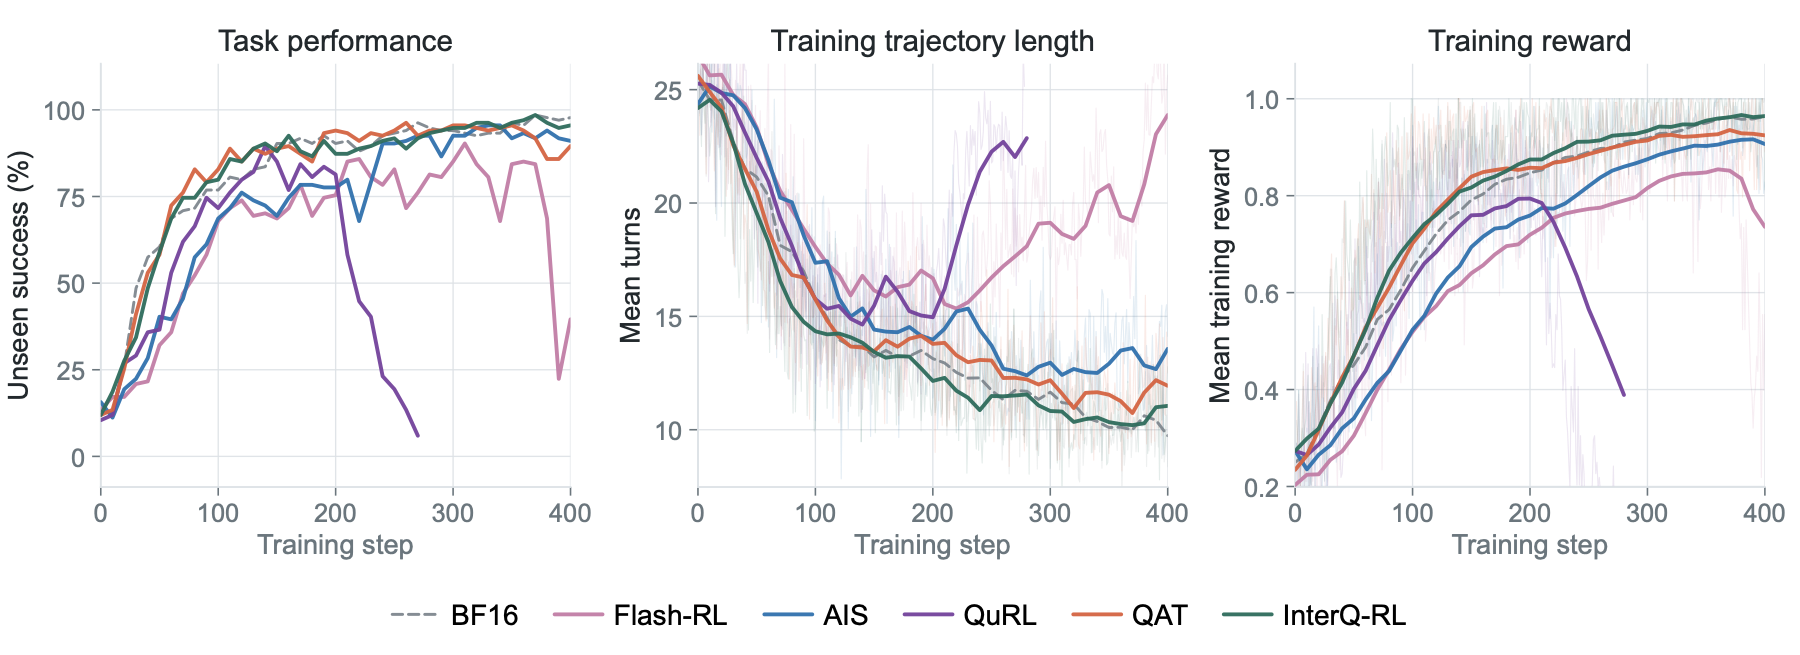 Task performance
Training trajectory length
Training reward
Unseen success (%)
100
75
50
25
0
0 100 200 300 400
Training step
Mean turns
25
20
15
10
0 100 200 300 400
Training step
Mean training reward
1.0
0.8
0.6
0.4
0.2
0 100 200 300 400
Training step
BF16 Flash-RL AIS QuRL QAT InterQ-RL